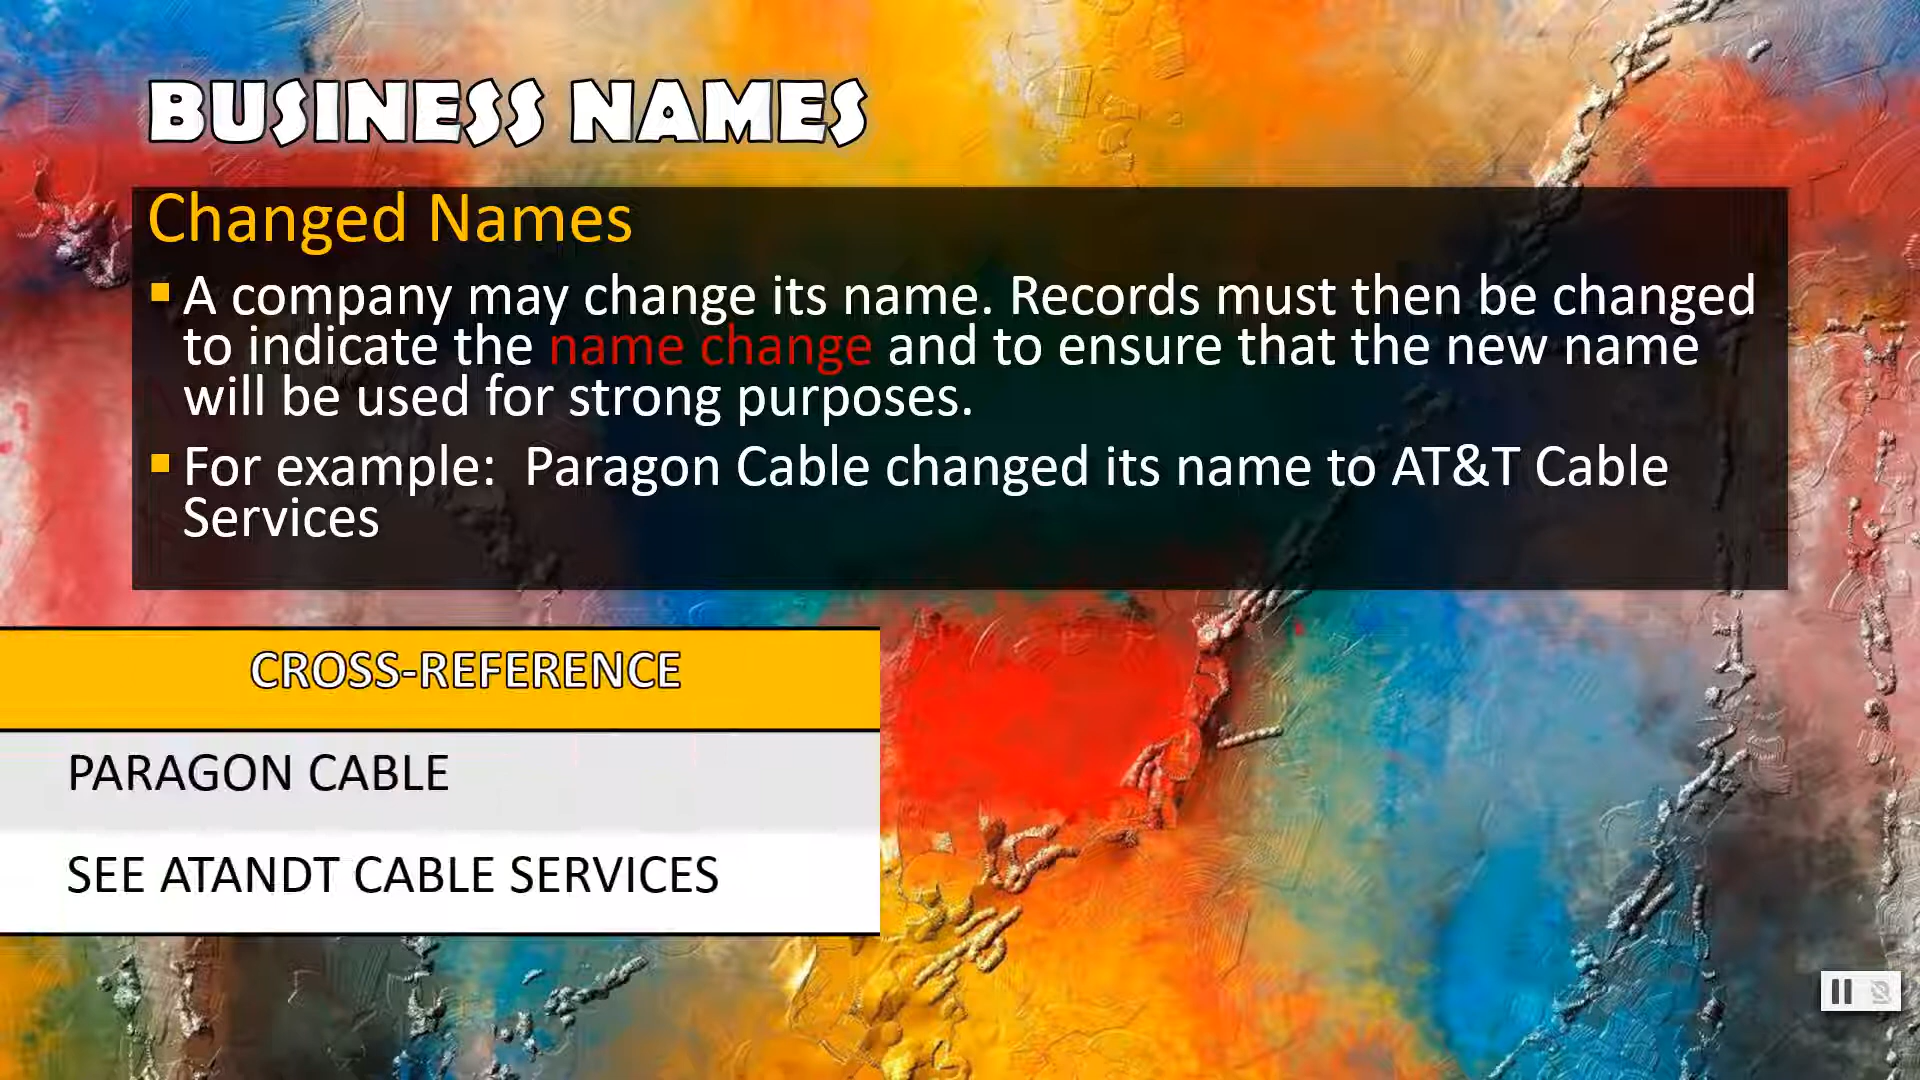 BUSINESS NAMES
Changed Names
▪ A company may change its name. Records must then be changed
to indicate the name change and to ensure that the new name
will be used for strong purposes.
▪ For example:  Paragon Cable changed its name to AT&T Cable
Services
CROSS-REFERENCE
PARAGON CABLE
SEE ATANDT CABLE SERVICES